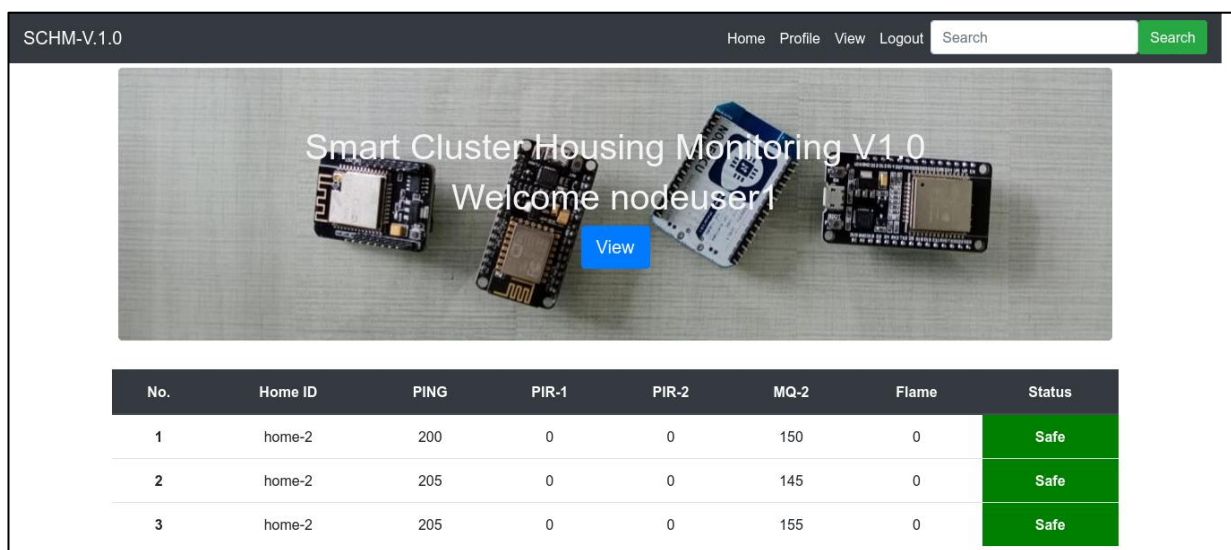 SCHM-V.1.0 Home Profile View Logout Search Search
Smart Cluster Housing Monitoring V1.0
Welcome nodeuser1
View
No. Home ID PING PIR-1 PIR-2 MQ-2 Flame Status
1 home-2 200 0 0 150 0 Safe
2 home-2 205 0 0 145 0 Safe
3 home-2 205 0 0 155 0 Safe